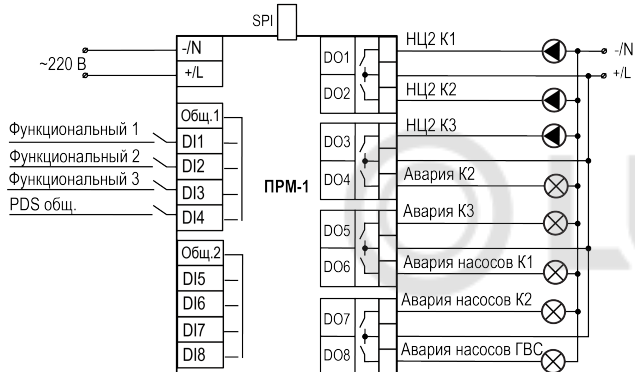 SPI
~220 В
-/N
+/L
Общ.1
Функциональный 1
DI1
Функциональный 2
DI2
Функциональный 3
DI3
PDS общ.
DI4
Общ.2
DI5
DI6
DI7
DI8
ПРМ-1
DO1
НЦ2 К1
-/N
+/L
DO2
НЦ2 К2
DO3
НЦ2 К3
DO4
Авария К2
DO5
Авария К3
DO6
Авария насосов К1
DO7
Авария насосов К2
DO8
Авария насосов ГВС